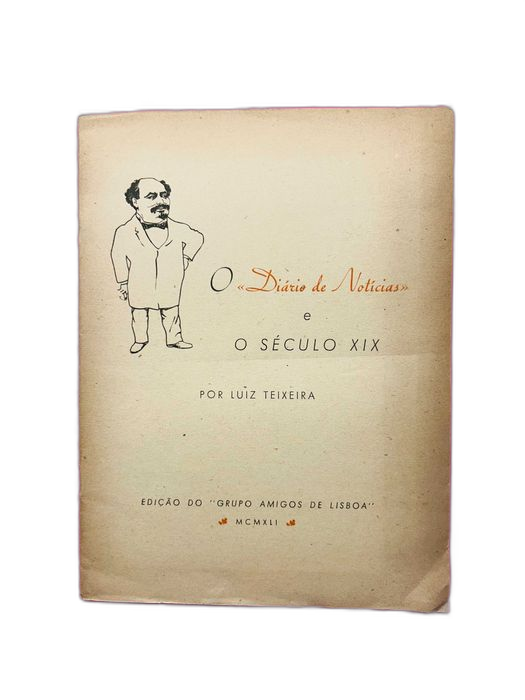 O «Diário de Notícias»
e
O SÉCULO XIX
POR LUIZ TEIXEIRA
EDIÇÃO DO "GRUPO AMIGOS DE LISBOA"
MCMXLI